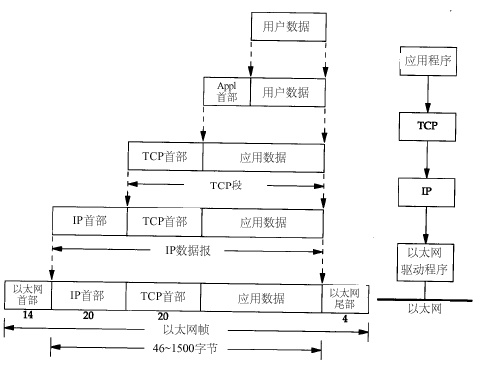 用户数据
Appl
首部
用户数据
应用程序
TCP首部
应用数据
TCP
TCP段
IP首部
TCP首部
应用数据
IP
IP数据报
以太网
驱动程序
以太网
首部
IP首部
TCP首部
应用数据
以太网
尾部
以太网
14
20
20
4
以太网帧
46~1500字节